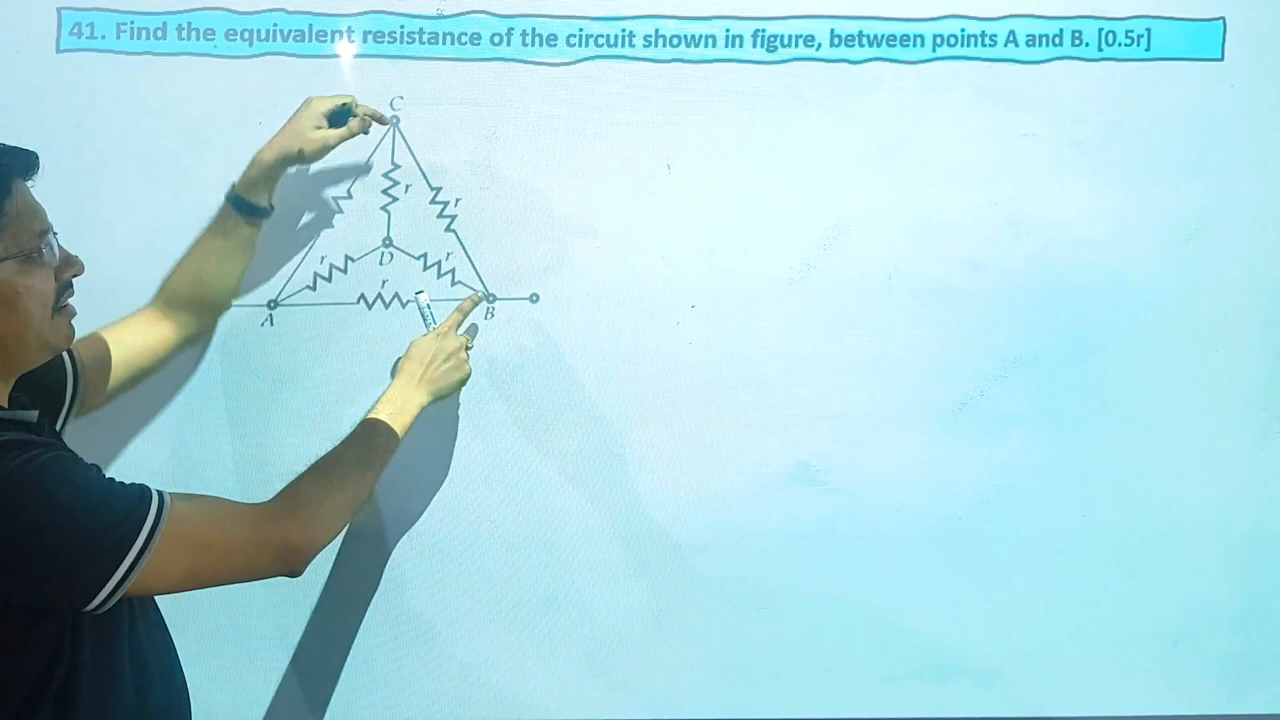 41. Find the equivalent resistance of the circuit shown in figure, between points A and B. [0.5r]
C
r
r
r
D
r
r
A
B